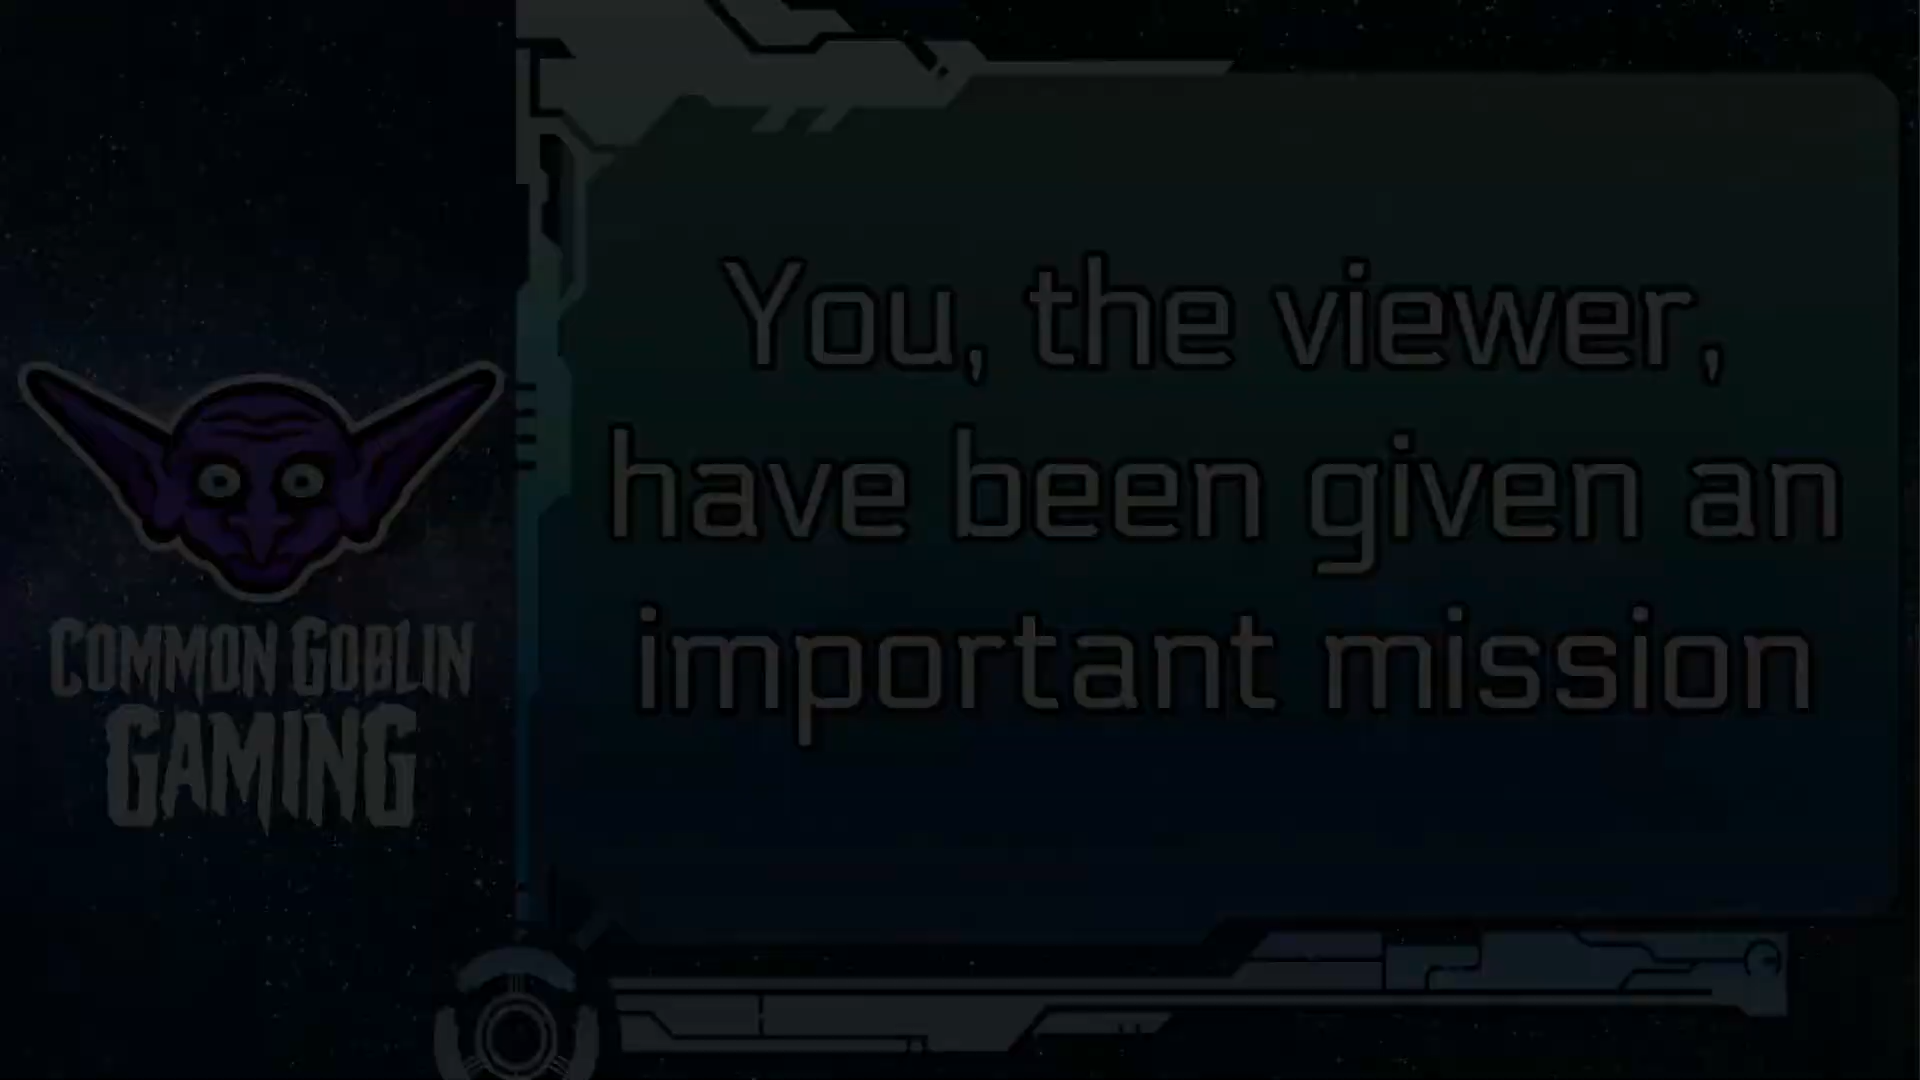 You, the viewer,
have been given an
important mission
COMMON GOBLIN
GAMING